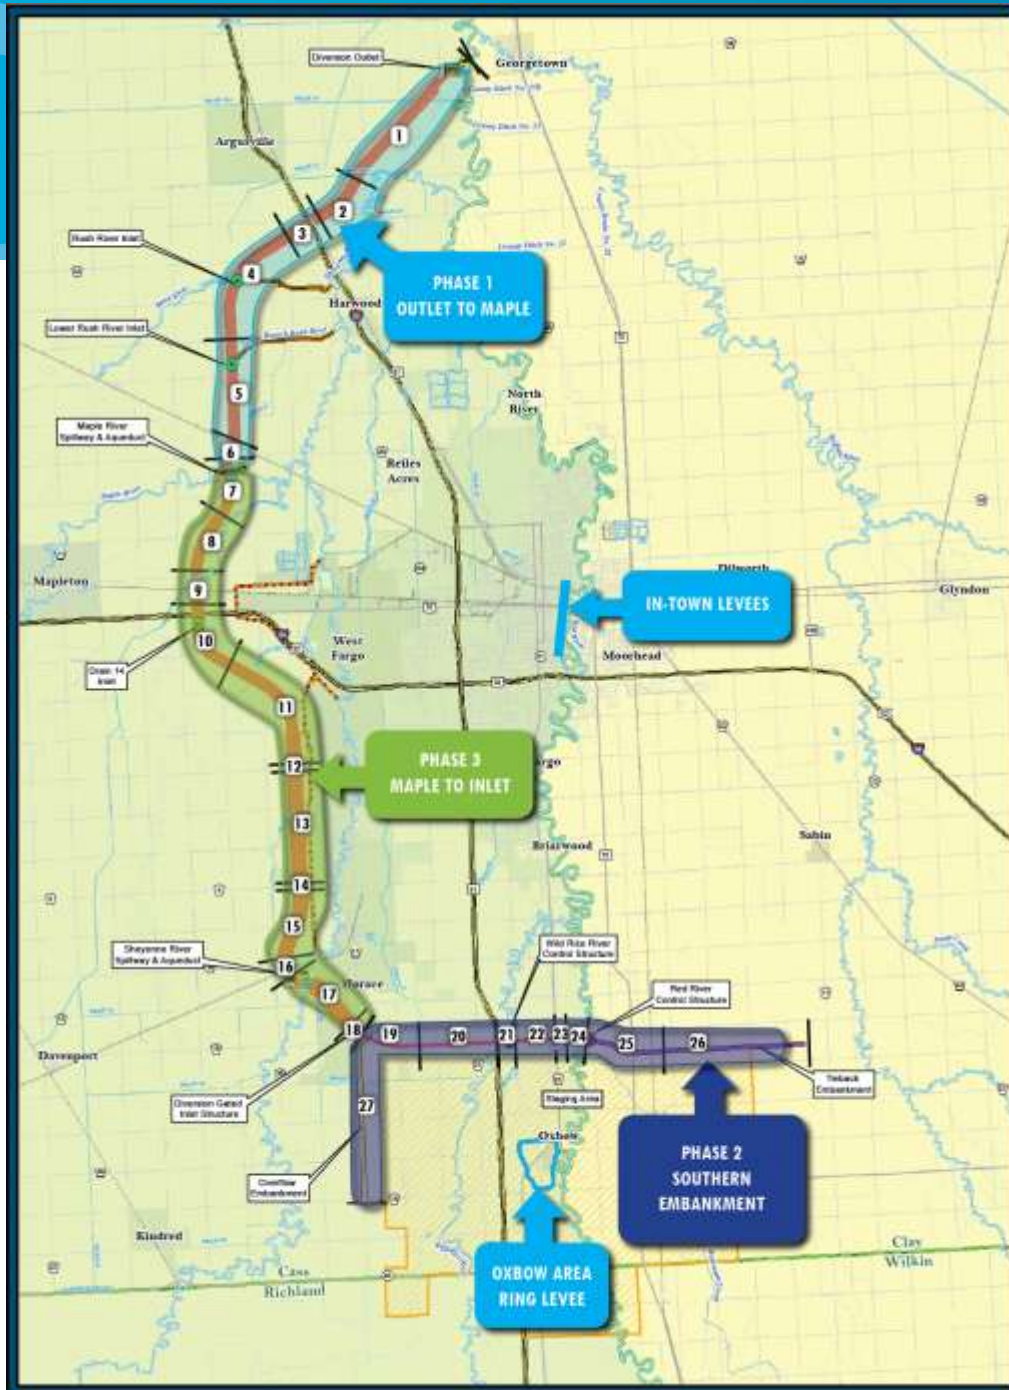 Diversion Outlet
Georgetown
Argusville
1
2
3
Rush River Inlet
4
PHASE 1
OUTLET TO MAPLE
Harwood
Lower Rush River Inlet
5
North
River
Maple River
Spillway & Aqueduct
6
Reiles
Acres
7
8
Mapleton
9
Dilworth
Glyndon
IN-TOWN LEVEES
10
West
Fargo
Moorhead
Drain 14
Inlet
11
12
PHASE 3
MAPLE TO INLET
13
Sabin
Briarwood
14
15
Sheyenne River
Spillway & Aqueduct
Wild Rice River
Control Structure
16
17
Horace
Red River
Control Structure
18
19
20
21
22
23
24
25
26
Davenport
Diversion Gated
Inlet Structure
Tieback
Embankment
27
Staging Area
Oxbow
PHASE 2
SOUTHERN
EMBANKMENT
Overflow
Embankment
Kindred
Cass
Richland
Clay
Wilkin
OXBOW AREA
RING LEVEE